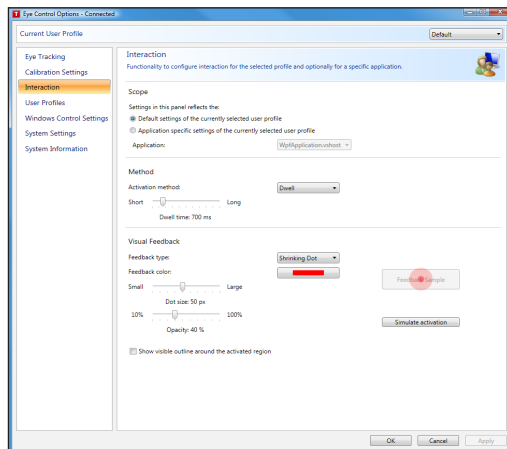 Eye Control Options - Connected
Current User Profile
Default
Eye Tracking
Calibration Settings
Interaction
User Profiles
Windows Control Settings
System Settings
System Information
Interaction
Functionality to configure interaction for the selected profile and optionally for a specific application.
Scope
Settings in this panel reflects the:
Default settings of the currently selected user profile
Application specific settings of the currently selected user profile
Application: WpfApplication.vshost
Method
Activation method: Dwell
Short Long
Dwell time: 700 ms
Visual Feedback
Feedback type: Shrinking Dot
Feedback color:
Feedback Sample
Small Large
Dot size: 50 px
10% 100%
Simulate activation
Opacity: 40 %
Show visible outline around the activated region
OK Cancel Apply